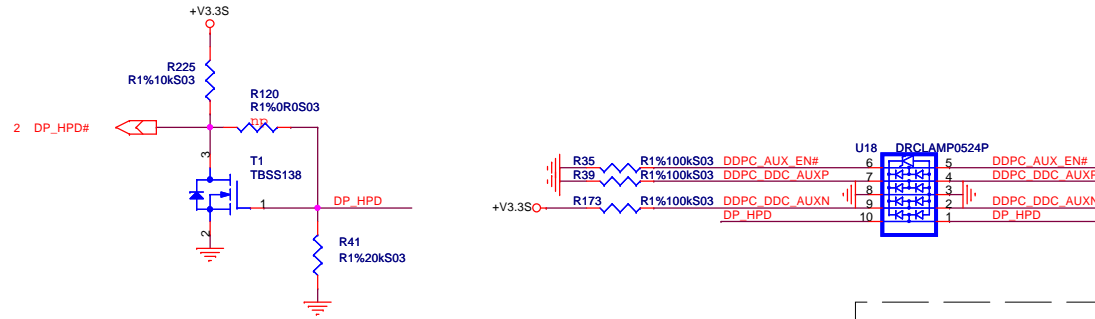 +V3.3S
R225
R1%10kS03
R120
R1%0R0S03
np
2 DP_HPD#
3
T1
TBSS138
1
DP_HPD
2
R41
R1%20kS03
U18 DRCLAMP0524P
R35 R1%100kS03 DDPC_AUX_EN# 6 5 DDPC_AUX_EN#
R39 R1%100kS03 DDPC_DDC_AUXP 7 4 DDPC_DDC_AUXP
8 3
+V3.3S R173 R1%100kS03 DDPC_DDC_AUXN 9 2 DDPC_DDC_AUXN
DP_HPD 10 1 DP_HPD